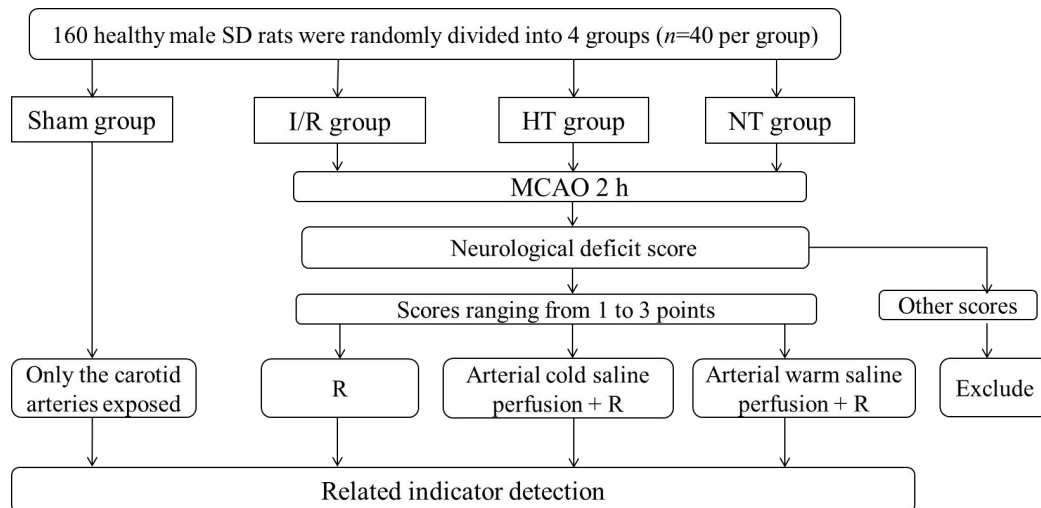 160 healthy male SD rats were randomly divided into 4 groups (n=40 per group)
Sham group
I/R group
HT group
NT group
MCAO 2 h
Neurological deficit score
Scores ranging from 1 to 3 points
Other scores
Only the carotid
arteries exposed
R
Arterial cold saline
perfusion + R
Arterial warm saline
perfusion + R
Exclude
Related indicator detection